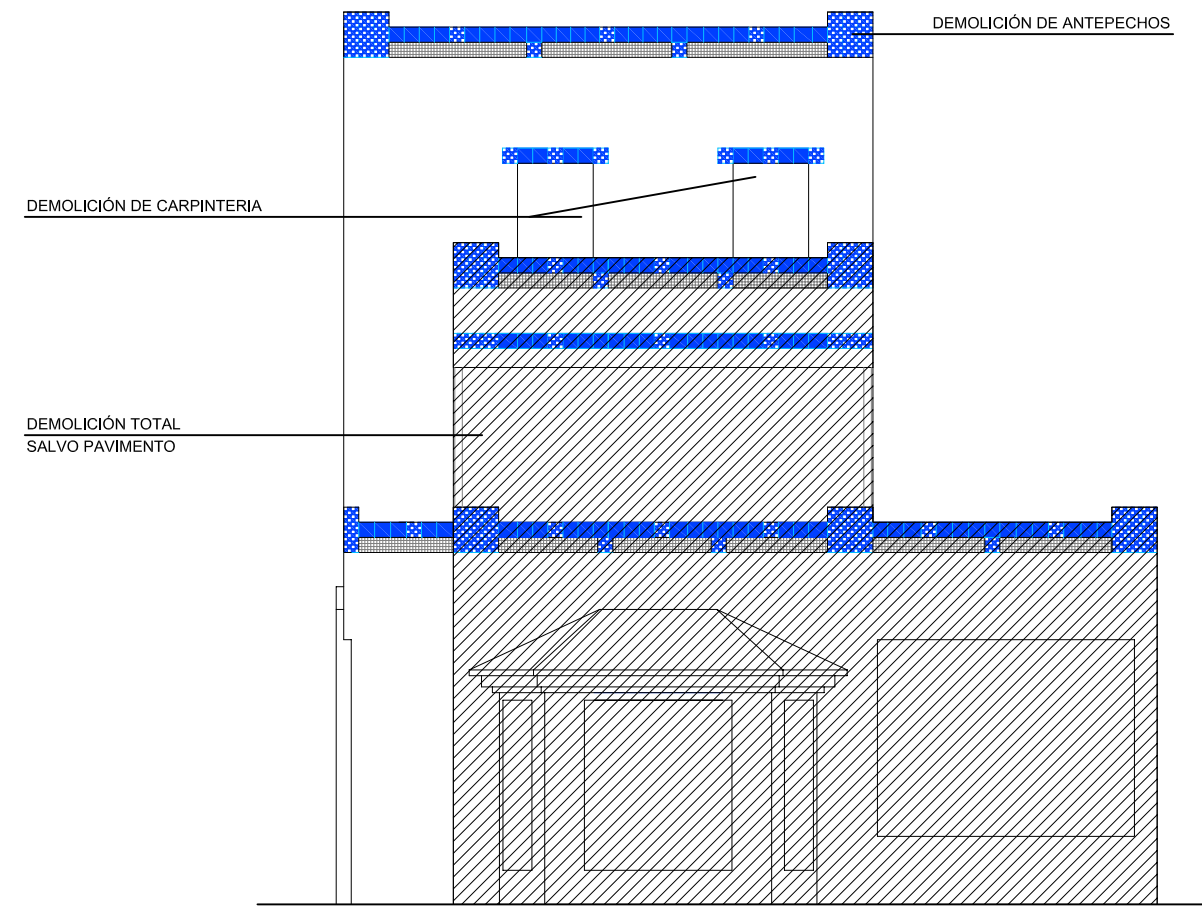 DEMOLICIÓN DE ANTEPECHOS
DEMOLICIÓN DE CARPINTERIA
DEMOLICIÓN TOTAL
SALVO PAVIMENTO